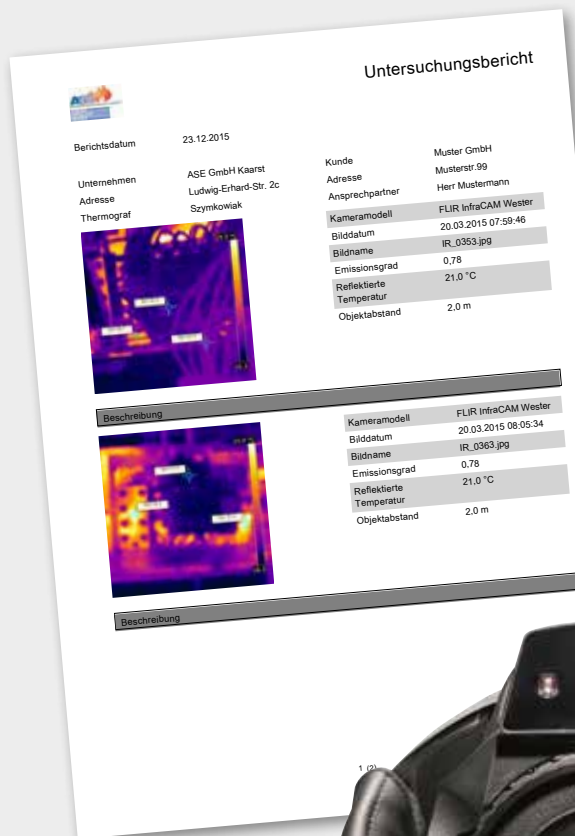 Untersuchungsbericht
Berichtsdatum 23.12.2015
Unternehmen ASE GmbH Kaarst
Adresse Ludwig-Erhard-Str. 2c
Thermograf Szymkowiak
Kunde Muster GmbH
Adresse Musterstr.99
Ansprechpartner Herr Mustermann
Kameramodell FLIR InfraCAM Wester
Bilddatum 20.03.2015 07:59:46
Bildname IR_0353.jpg
Emissionsgrad 0,78
Reflektierte Temperatur 21,0 °C
Objektabstand 2,0 m
Beschreibung
Kameramodell FLIR InfraCAM Wester
Bilddatum 20.03.2015 08:05:34
Bildname IR_0363.jpg
Emissionsgrad 0.78
Reflektierte Temperatur 21,0 °C
Objektabstand 2,0 m
Beschreibung
1 (2)